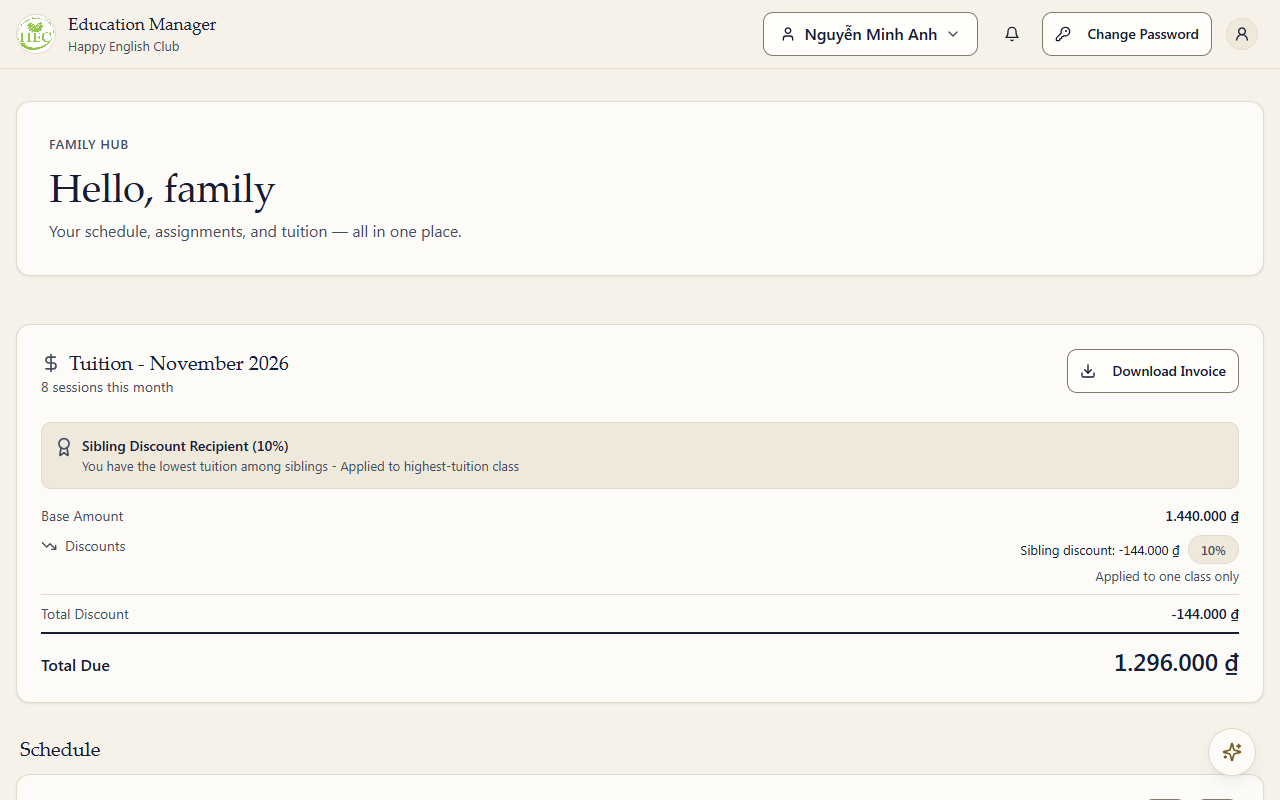 HEC
Education Manager
Happy English Club
Nguyễn Minh Anh
Change Password
FAMILY HUB
Hello, family
Your schedule, assignments, and tuition — all in one place.
Tuition - November 2026
8 sessions this month
Download Invoice
Sibling Discount Recipient (10%)
You have the lowest tuition among siblings - Applied to highest-tuition class
Base Amount
1.440.000 ₫
Discounts
Sibling discount: -144.000 ₫
10%
Applied to one class only
Total Discount
-144.000 ₫
Total Due
1.296.000 ₫
Schedule